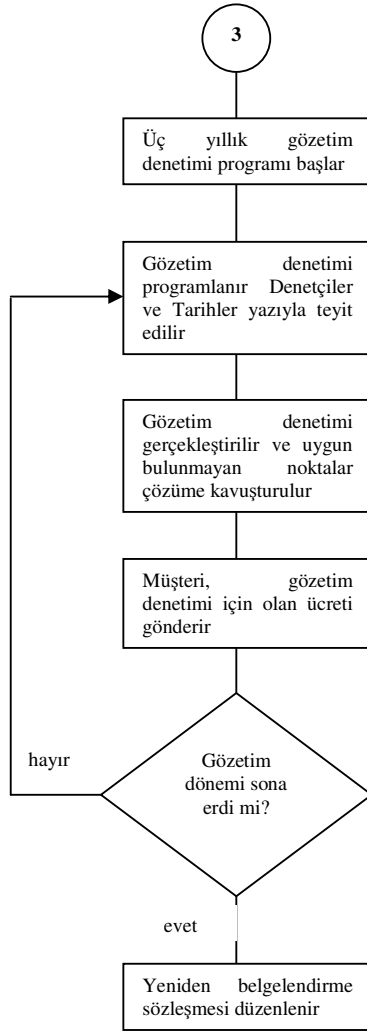 3
Üç yıllık gözetim
denetimi programı başlar
Gözetim denetimi
programlanır Denetçiler
ve Tarihler yazıyla teyit
edilir
Gözetim denetimi
gerçekleştirilir ve uygun
bulunmayan noktalar
çözüme kavuşturulur
Müşteri, gözetim
denetimi için olan ücreti
gönderir
hayır
Gözetim
dönemi sona
erdi mi?
evet
Yeniden belgelendirme
sözleşmesi düzenlenir